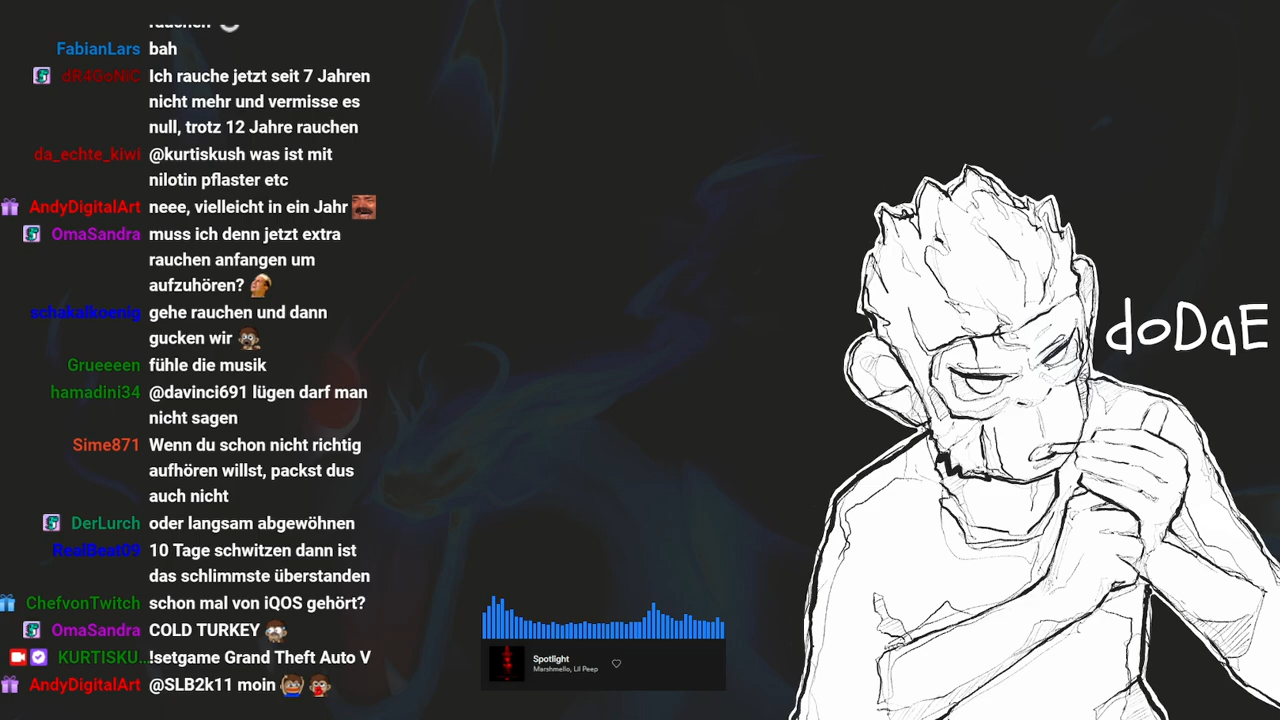 FabianLars bah
dR4GoNiC Ich rauche jetzt seit 7 Jahren
nicht mehr und vermisse es
null, trotz 12 Jahre rauchen
da_echte_kiwi @kurtiskush was ist mit
nilotin pflaster etc
AndyDigitalArt neee, vielleicht in ein Jahr
OmaSandra muss ich denn jetzt extra
rauchen anfangen um
aufzuhören?
schakalkoenig gehe rauchen und dann
gucken wir
Grueeeen fühle die musik
hamadini34 @davinci691 lügen darf man
nicht sagen
Sime871 Wenn du schon nicht richtig
aufhören willst, packst dus
auch nicht
DerLurch oder langsam abgewöhnen
RealBeat09 10 Tage schwitzen dann ist
das schlimmste überstanden
ChefvonTwitch schon mal von iQOS gehört?
OmaSandra COLD TURKEY
KURTISKU... !setgame Grand Theft Auto V
AndyDigitalArt @SLB2k11 moin
Spotlight
Marshmello, Lil Peep
doDaE